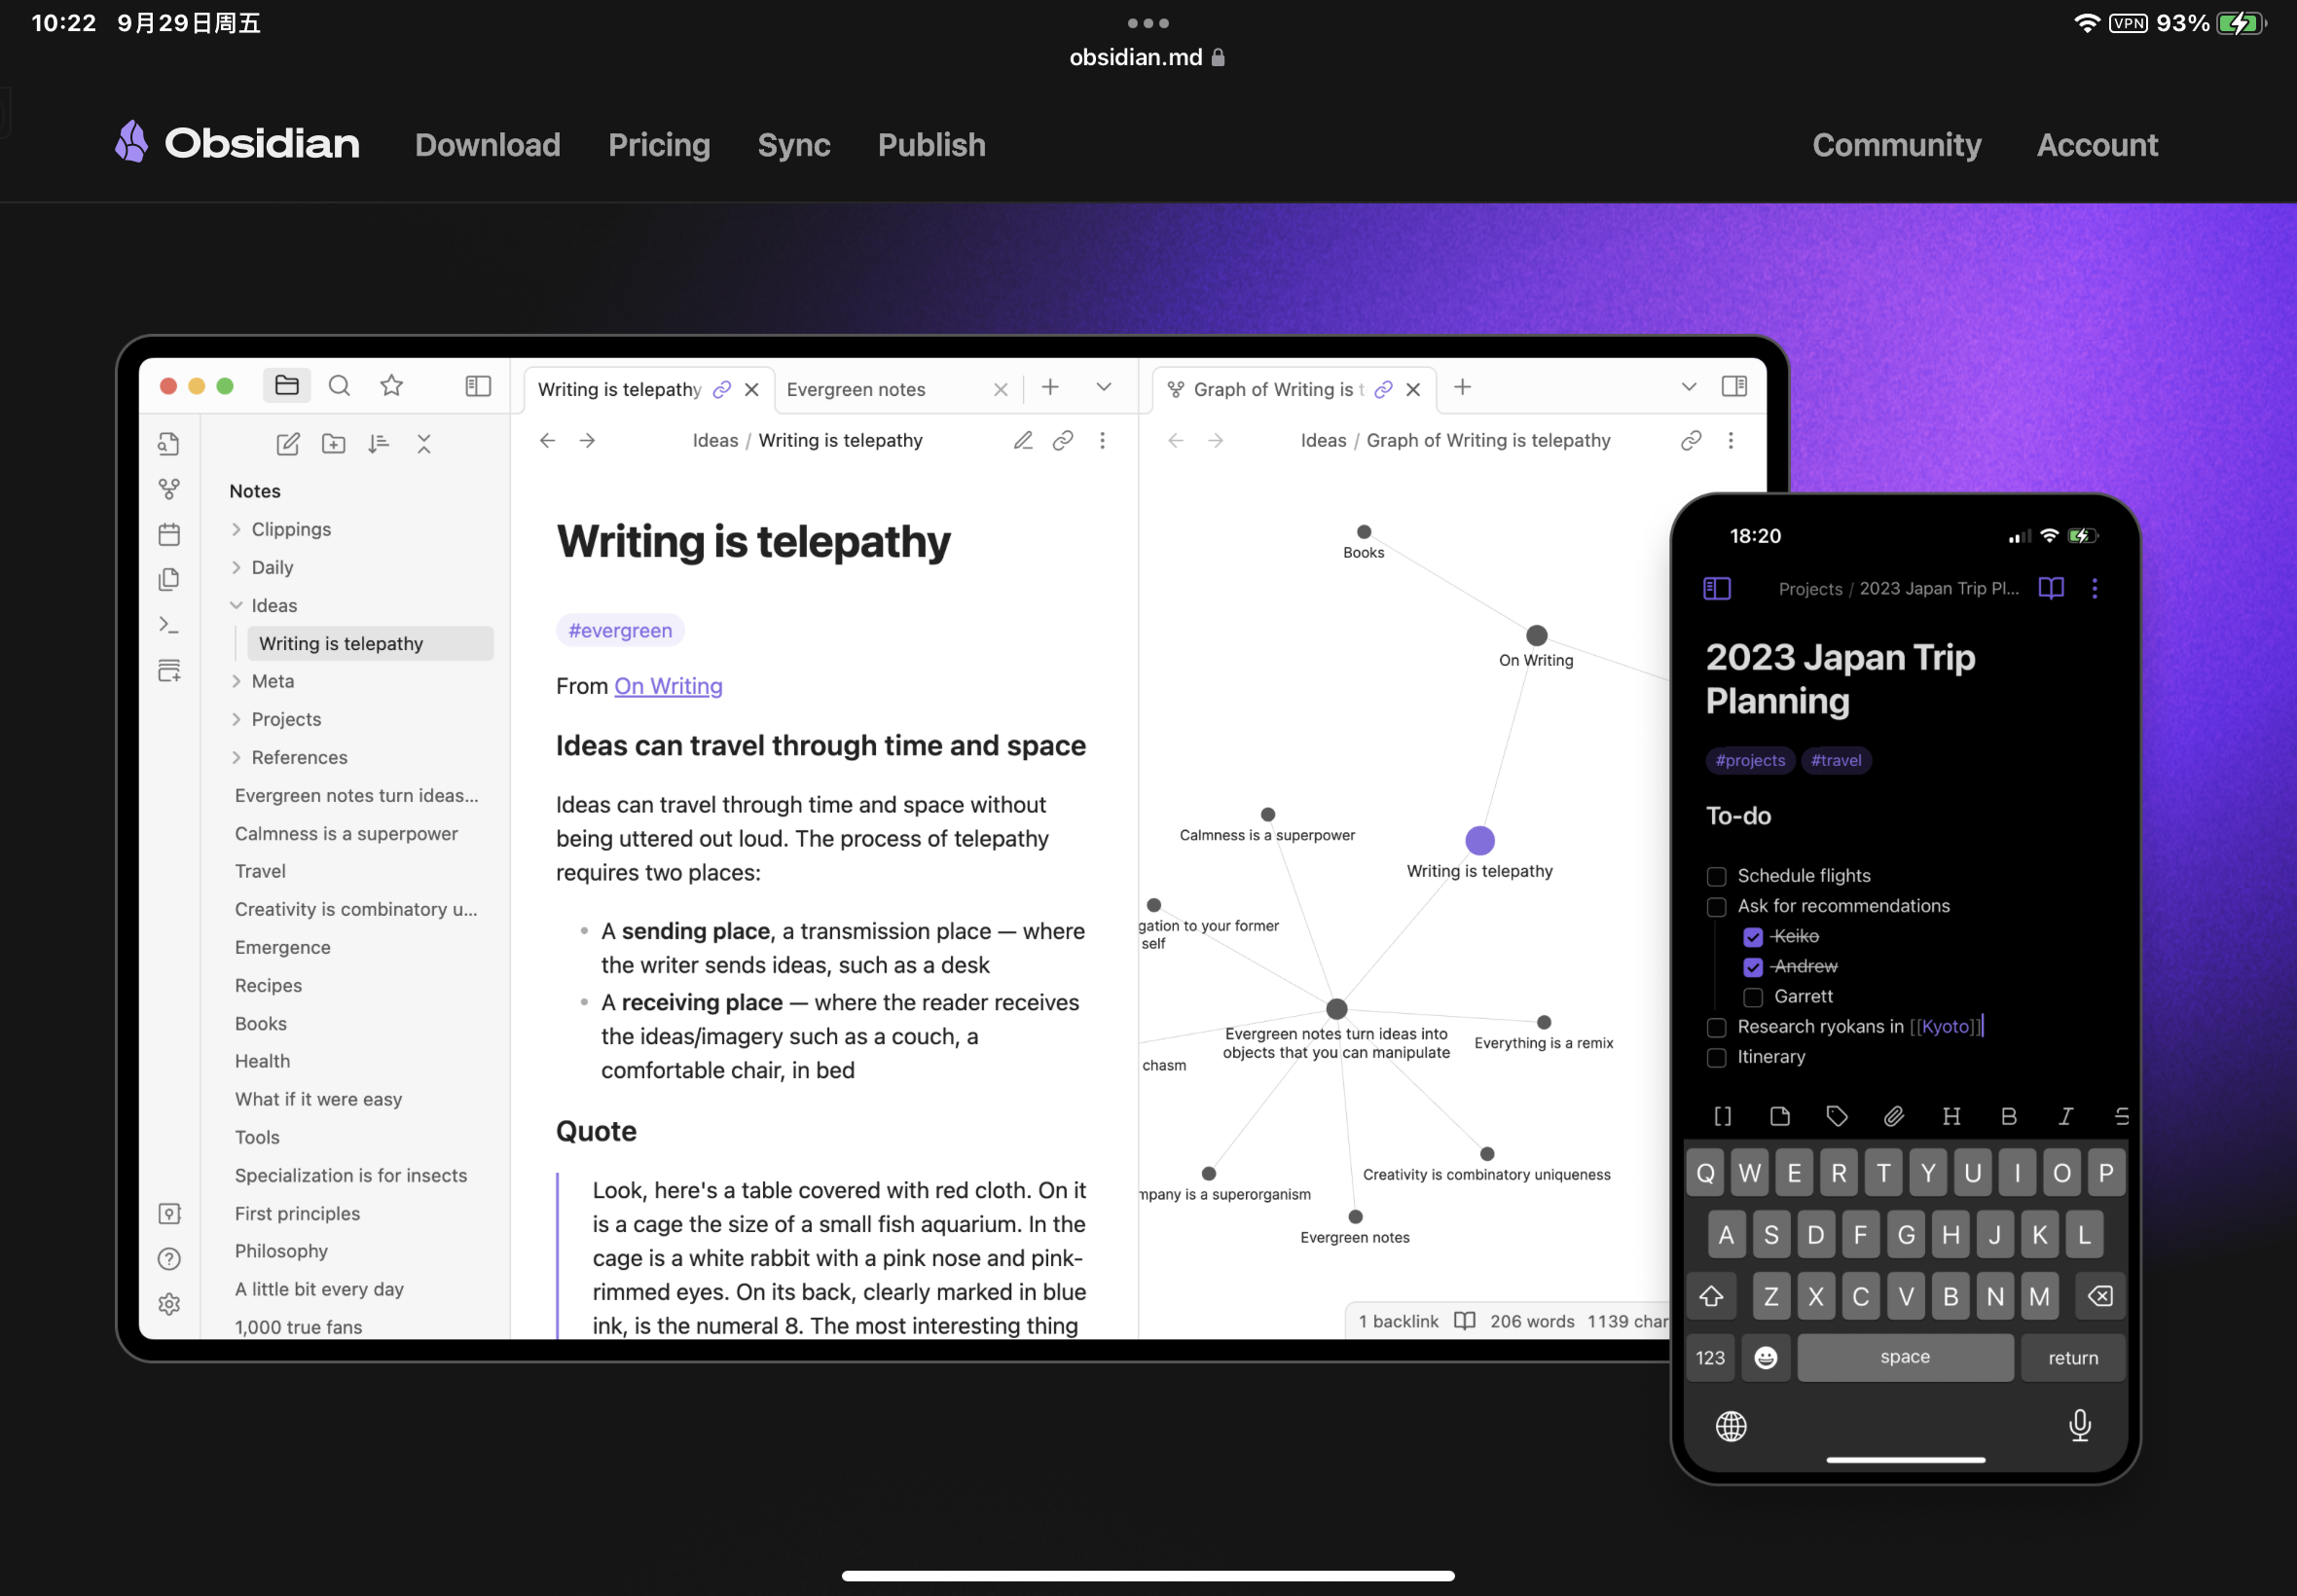 10:22 9月29日周五
VPN 93%
obsidian.md
Obsidian Download Pricing Sync Publish Community Account
Notes
Clippings
Daily
Ideas
Writing is telepathy
Meta
Projects
References
Evergreen notes turn ideas...
Calmness is a superpower
Travel
Creativity is combinatory u...
Emergence
Recipes
Books
Health
What if it were easy
Tools
Specialization is for insects
First principles
Philosophy
A little bit every day
1,000 true fans
Writing is telepathy
Evergreen notes
Ideas / Writing is telepathy
Writing is telepathy
#evergreen
From On Writing
Ideas can travel through time and space
Ideas can travel through time and space without
being uttered out loud. The process of telepathy
requires two places:
A sending place, a transmission place — where
the writer sends ideas, such as a desk
A receiving place — where the reader receives
the ideas/imagery such as a couch, a
comfortable chair, in bed
Quote
Look, here's a table covered with red cloth. On it
is a cage the size of a small fish aquarium. In the
cage is a white rabbit with a pink nose and pink-
rimmed eyes. On its back, clearly marked in blue
ink, is the numeral 8. The most interesting thing
Graph of Writing is t
Ideas / Graph of Writing is telepathy
Books
On Writing
Calmness is a superpower
Writing is telepathy
gation to your former
self
Evergreen notes turn ideas into
objects that you can manipulate
Everything is a remix
chasm
Creativity is combinatory uniqueness
mpany is a superorganism
Evergreen notes
1 backlink 206 words 1139 char
18:20
Projects / 2023 Japan Trip Pl...
2023 Japan Trip
Planning
#projects #travel
To-do
Schedule flights
Ask for recommendations
Keiko
Andrew
Garrett
Research ryokans in [[Kyoto]]
Itinerary
[] H B I S
Q W E R T Y U I O P
A S D F G H J K L
Z X C V B N M
123 space return